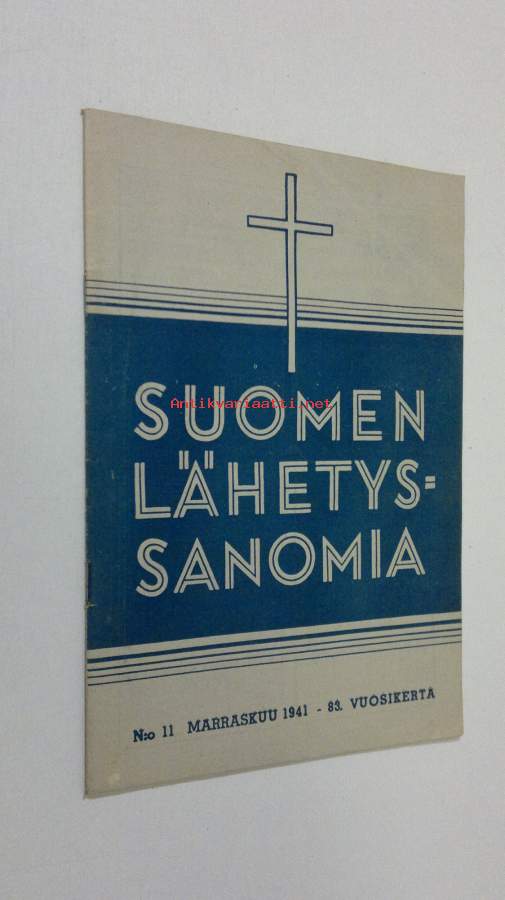 SUOMEN
Antikvariaatti.net
LÄHETYS=
SANOMIA
N:o 11 MARRASKUU 1941 - 83. VUOSIKERTA